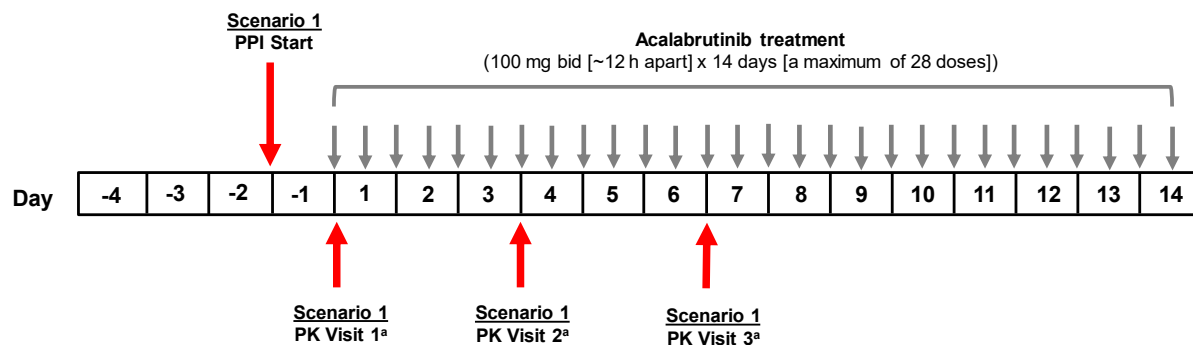 Scenario 1
PPI Start
Acalabrutinib treatment
(100 mg bid [~12 h apart] x 14 days [a maximum of 28 doses])
Day -4 -3 -2 -1 1 2 3 4 5 6 7 8 9 10 11 12 13 14
Scenario 1
PK Visit 1ᵃ
Scenario 1
PK Visit 2ᵃ
Scenario 1
PK Visit 3ᵃ